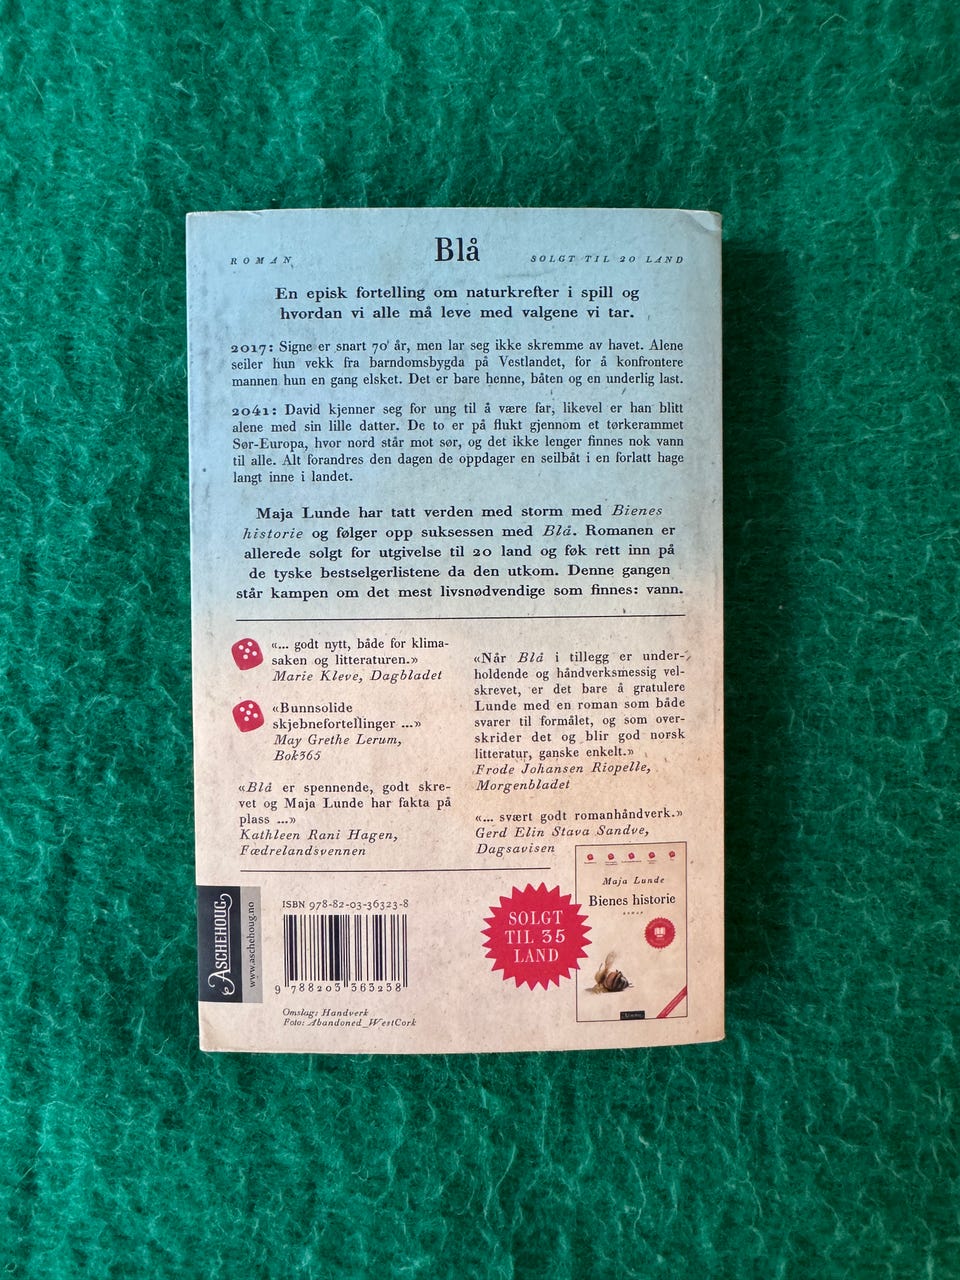 ROMAN
Blå
SOLGT TIL 20 LAND
En episk fortelling om naturkrefter i spill og
hvordan vi alle må leve med valgene vi tar.
2017: Signe er snart 70 år, men lar seg ikke skremme av havet. Alene
seiler hun vekk fra barndomsbygda på Vestlandet, for å konfrontere
mannen hun en gang elsket. Det er bare henne, båten og en underlig last.
2041: David kjenner seg for ung til å være far, likevel er han blitt
alene med sin lille datter. De to er på flukt gjennom et tørkerammet
Sør-Europa, hvor nord står mot sør, og det ikke lenger finnes nok vann
til alle. Alt forandres den dagen de oppdager en seilbåt i en forlatt hage
langt inne i landet.
Maja Lunde har tatt verden med storm med Bienes
historie og følger opp suksessen med Blå. Romanen er
allerede solgt for utgivelse til 20 land og føk rett inn på
de tyske bestselgerlistene da den utkom. Denne gangen
står kampen om det mest livsnødvendige som finnes: vann.
«... godt nytt, både for klima-
saken og litteraturen.»
Marie Kleve, Dagbladet
«Bunnsolide
skjebnefortellinger ...»
May Grethe Lerum,
Bok365
«Blå er spennende, godt skre-
vet og Maja Lunde har fakta på
plass ...»
Kathleen Rani Hagen,
Fædrelandsvennen
«Når Blå i tillegg er under-
holdende og håndverksmessig vel-
skrevet, er det bare å gratulere
Lunde med en roman som både
svarer til formålet, og som over-
skrider det og blir god norsk
litteratur, ganske enkelt.»
Frode Johansen Riopelle,
Morgenbladet
«... svært godt romanhåndverk.»
Gerd Elin Stava Sandve,
Dagsavisen
ASCHEHOUG
www.aschehoug.no
ISBN 978-82-03-36323-8
9 788203 363238
Omslag: Handverk
Foto: Abandoned_WestCork
SOLGT
TIL 35
LAND
Maja Lunde
Bienes historie
ROMAN